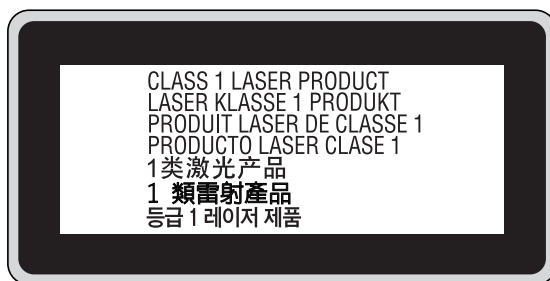 CLASS 1 LASER PRODUCT
LASER KLASSE 1 PRODUKT
PRODUIT LASER DE CLASSE 1
PRODUCTO LASER CLASE 1
1类激光产品
1 類雷射產品
등급 1 레이저 제품